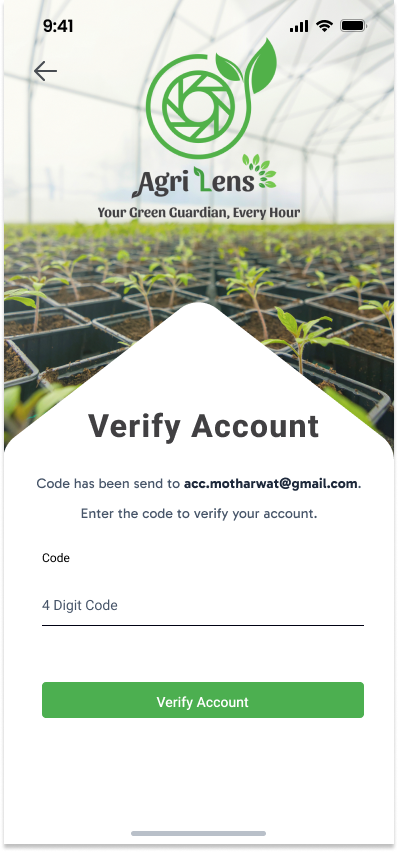 9:41
Agri Lens
Your Green Guardian, Every Hour
Verify Account
Code has been send to acc.motharwat@gmail.com.
Enter the code to verify your account.
Code
4 Digit Code
Verify Account